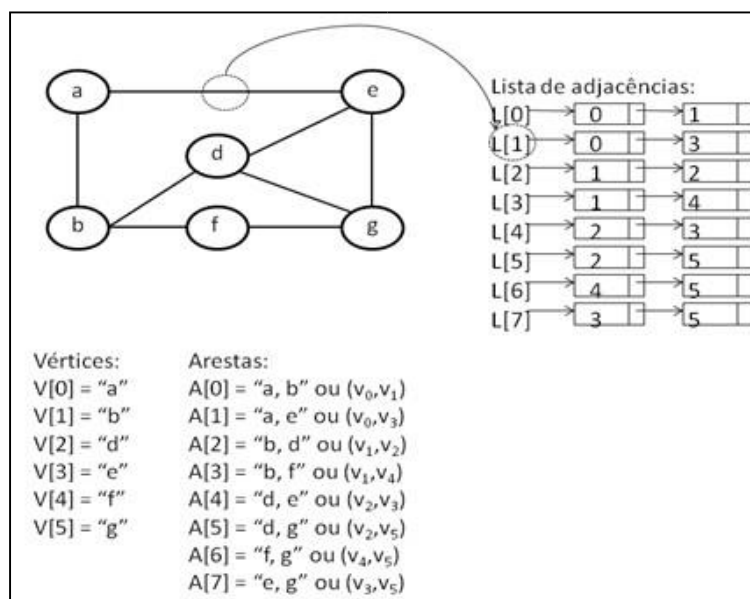 a
e
d
b
f
g
Lista de adjacências:
L[0] 0 1
L[1] 0 3
L[2] 1 2
L[3] 1 4
L[4] 2 3
L[5] 2 5
L[6] 4 5
L[7] 3 5
Vértices:
V[0] = “a”
V[1] = “b”
V[2] = “d”
V[3] = “e”
V[4] = “f”
V[5] = “g”
Arestas:
A[0] = “a, b” ou (v₀,v₁)
A[1] = “a, e” ou (v₀,v₃)
A[2] = “b, d” ou (v₁,v₂)
A[3] = “b, f” ou (v₁,v₄)
A[4] = “d, e” ou (v₂,v₃)
A[5] = “d, g” ou (v₂,v₅)
A[6] = “f, g” ou (v₄,v₅)
A[7] = “e, g” ou (v₃,v₅)